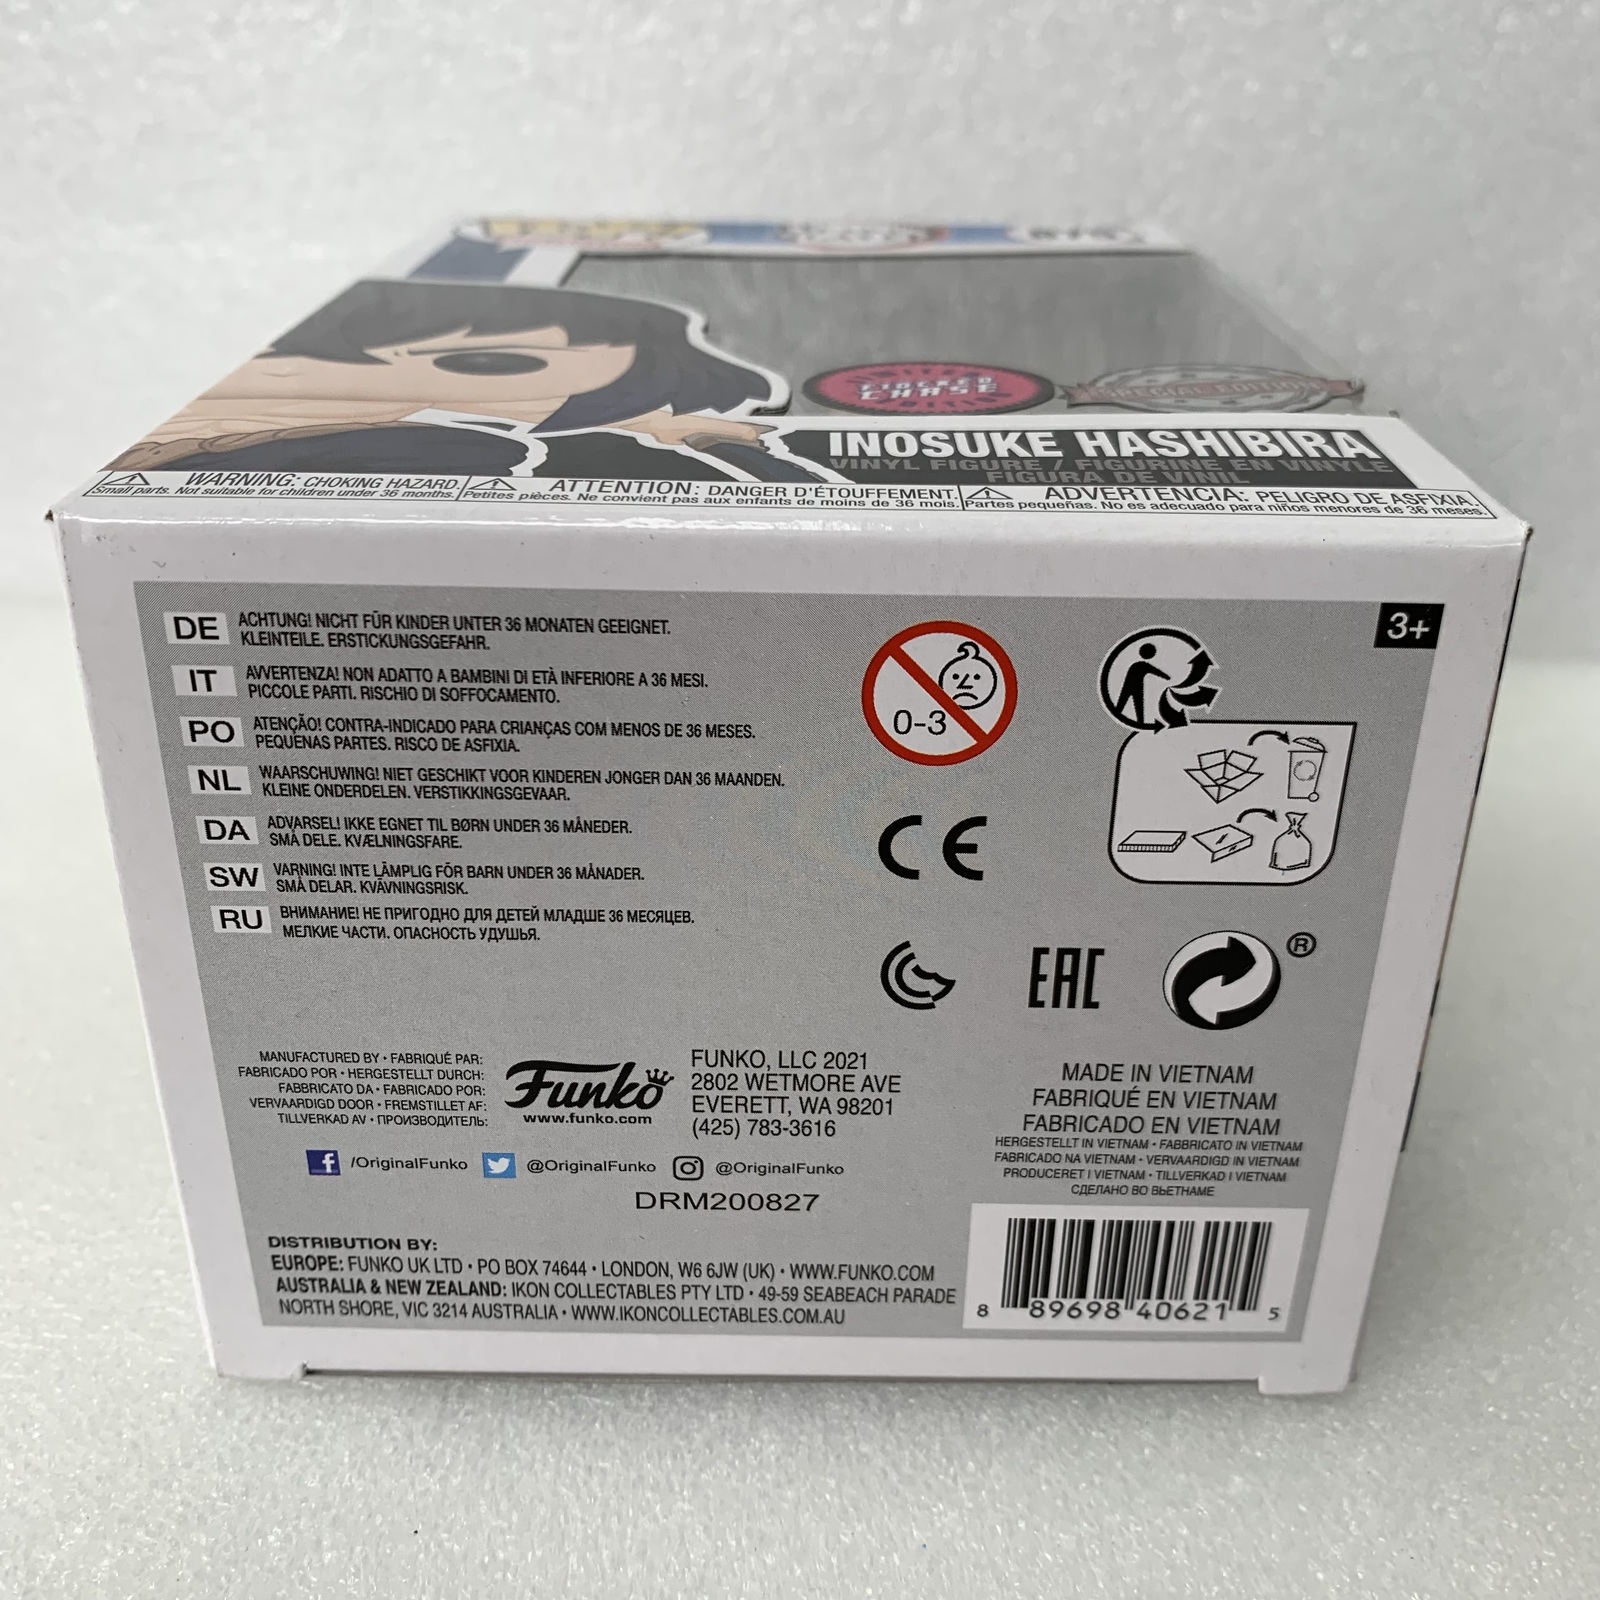 FLOCKED
CHASE
SPECIAL EDITION
INOSUKE HASHIBIRA
VINYL FIGURE / FIGURINE EN VINYLE
FIGURA DE VINIL
WARNING: CHOKING HAZARD.
Small parts. Not suitable for children under 36 months.
ATTENTION: DANGER D'ÉTOUFFEMENT.
Petites pièces. Ne convient pas aux enfants de moins de 36 mois.
ADVERTENCIA: PELIGRO DE ASFIXIA.
Partes pequeñas. No es adecuado para niños menores de 36 meses.
3+
DE ACHTUNG! NICHT FÜR KINDER UNTER 36 MONATEN GEEIGNET.
KLEINTEILE. ERSTICKUNGSGEFAHR.
IT AVVERTENZA! NON ADATTO A BAMBINI DI ETÀ INFERIORE A 36 MESI.
PICCOLE PARTI. RISCHIO DI SOFFOCAMENTO.
PO ATENÇÃO! CONTRA-INDICADO PARA CRIANÇAS COM MENOS DE 36 MESES.
PEQUENAS PARTES. RISCO DE ASFIXIA.
NL WAARSCHUWING! NIET GESCHIKT VOOR KINDEREN JONGER DAN 36 MAANDEN.
KLEINE ONDERDELEN. VERSTIKKINGSGEVAAR.
DA ADVARSEL! IKKE EGNET TIL BØRN UNDER 36 MÅNEDER.
SMÅ DELE. KVÆLNINGSFARE.
SW VARNING! INTE LÄMPLIG FÖR BARN UNDER 36 MÅNADER.
SMÅ DELAR. KVÄVNINGSRISK.
RU ВНИМАНИЕ! НЕ ПРИГОДНО ДЛЯ ДЕТЕЙ МЛАДШЕ 36 МЕСЯЦЕВ.
МЕЛКИЕ ЧАСТИ. ОПАСНОСТЬ УДУШЬЯ.
0-3
CE
EAC
®
MANUFACTURED BY • FABRIQUÉ PAR:
FABRICADO POR • HERGESTELLT DURCH:
FABBRICATO DA • FABRICADO POR:
VERVAARDIGD DOOR • FREMSTILLET AF:
TILLVERKAD AV • ПРОИЗВОДИТЕЛЬ:
Funko
www.funko.com
FUNKO, LLC 2021
2802 WETMORE AVE
EVERETT, WA 98201
(425) 783-3616
/OriginalFunko @OriginalFunko @OriginalFunko
DRM200827
MADE IN VIETNAM
FABRIQUÉ EN VIETNAM
FABRICADO EN VIETNAM
HERGESTELLT IN VIETNAM • FABBRICATO IN VIETNAM
FABRICADO NA VIETNAM • VERVAARDIGD IN VIETNAM
PRODUCERET I VIETNAM • TILLVERKAD I VIETNAM
СДЕЛАНО ВО ВЬЕТНАМЕ
DISTRIBUTION BY:
EUROPE: FUNKO UK LTD • PO BOX 74644 • LONDON, W6 6JW (UK) • WWW.FUNKO.COM
AUSTRALIA & NEW ZEALAND: IKON COLLECTABLES PTY LTD • 49-59 SEABEACH PARADE
NORTH SHORE, VIC 3214 AUSTRALIA • WWW.IKONCOLLECTABLES.COM.AU
8 89698 40621 5